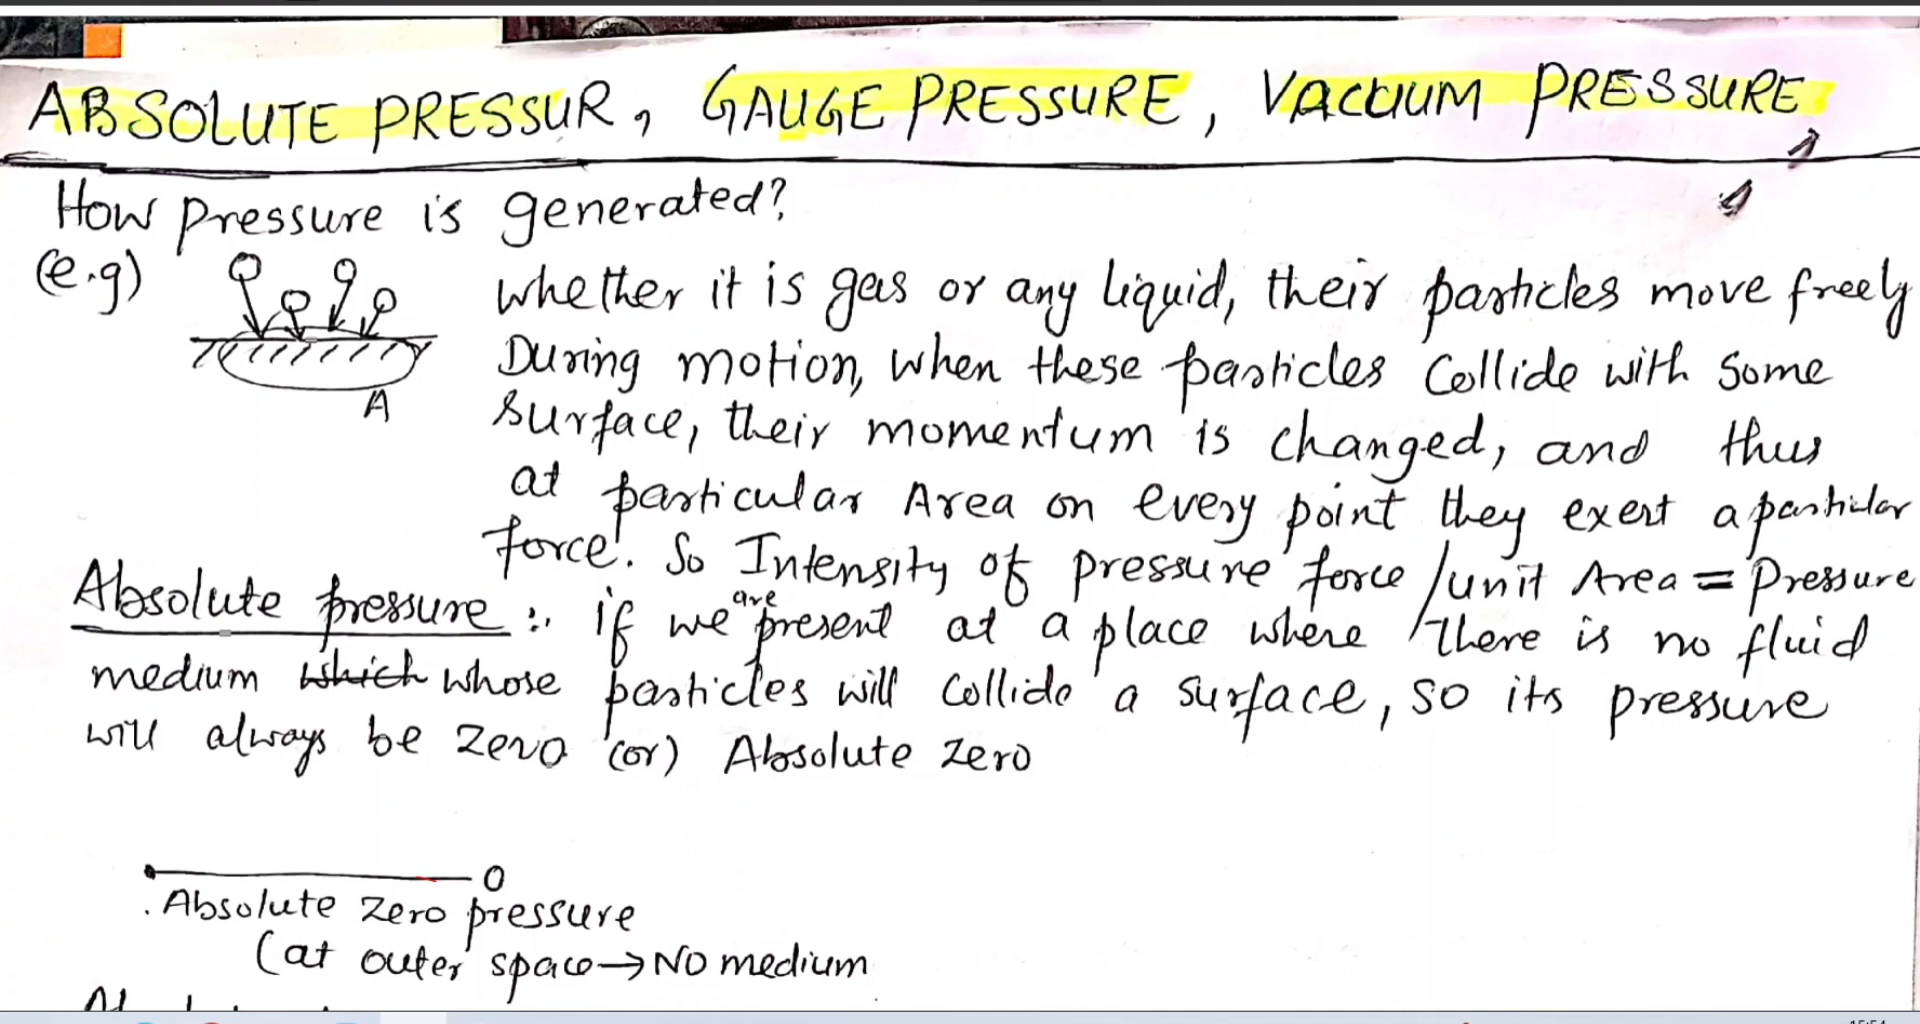 ABSOLUTE PRESSUR, GAUGE PRESSURE, VACUUM PRESSURE
How pressure is generated?
(e.g)
whether it is gas or any liquid, their particles move freely
During motion, when these particles Collide with some
surface, their momentum is changed, and thus
at particular Area on every point they exert a particular
force. So Intensity of pressure force/unit Area = Pressure
A
Absolute pressure :. if we are present at a place where there is no fluid
medium which whose particles will collide a surface, so its pressure
will always be zero (or) Absolute zero
0
. Absolute zero pressure
(at outer space → NO medium